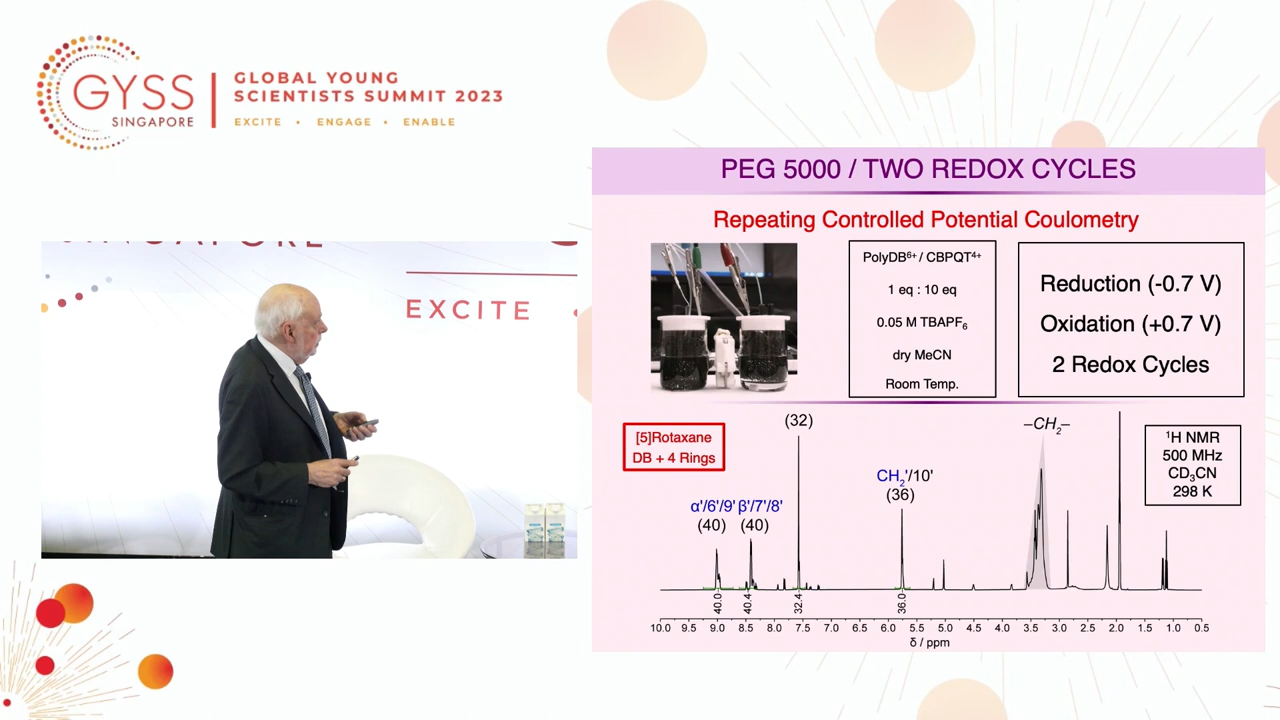 GYSS
SINGAPORE
GLOBAL YOUNG
SCIENTISTS SUMMIT 2023
EXCITE • ENGAGE • ENABLE
SINGAPORE
EXCITE
PEG 5000 / TWO REDOX CYCLES
Repeating Controlled Potential Coulometry
PolyDB⁶⁺ / CBPQT⁴⁺
1 eq : 10 eq
0.05 M TBAPF₆
dry MeCN
Room Temp.
Reduction (-0.7 V)
Oxidation (+0.7 V)
2 Redox Cycles
[5]Rotaxane
DB + 4 Rings
(32)
–CH₂–
¹H NMR
500 MHz
CD₃CN
298 K
CH₂'/10'
(36)
α'/6'/9' β'/7'/8'
(40) (40)
40.0 40.4 32.4 36.0
10.0 9.5 9.0 8.5 8.0 7.5 7.0 6.5 6.0 5.5 5.0 4.5 4.0 3.5 3.0 2.5 2.0 1.5 1.0 0.5
δ / ppm